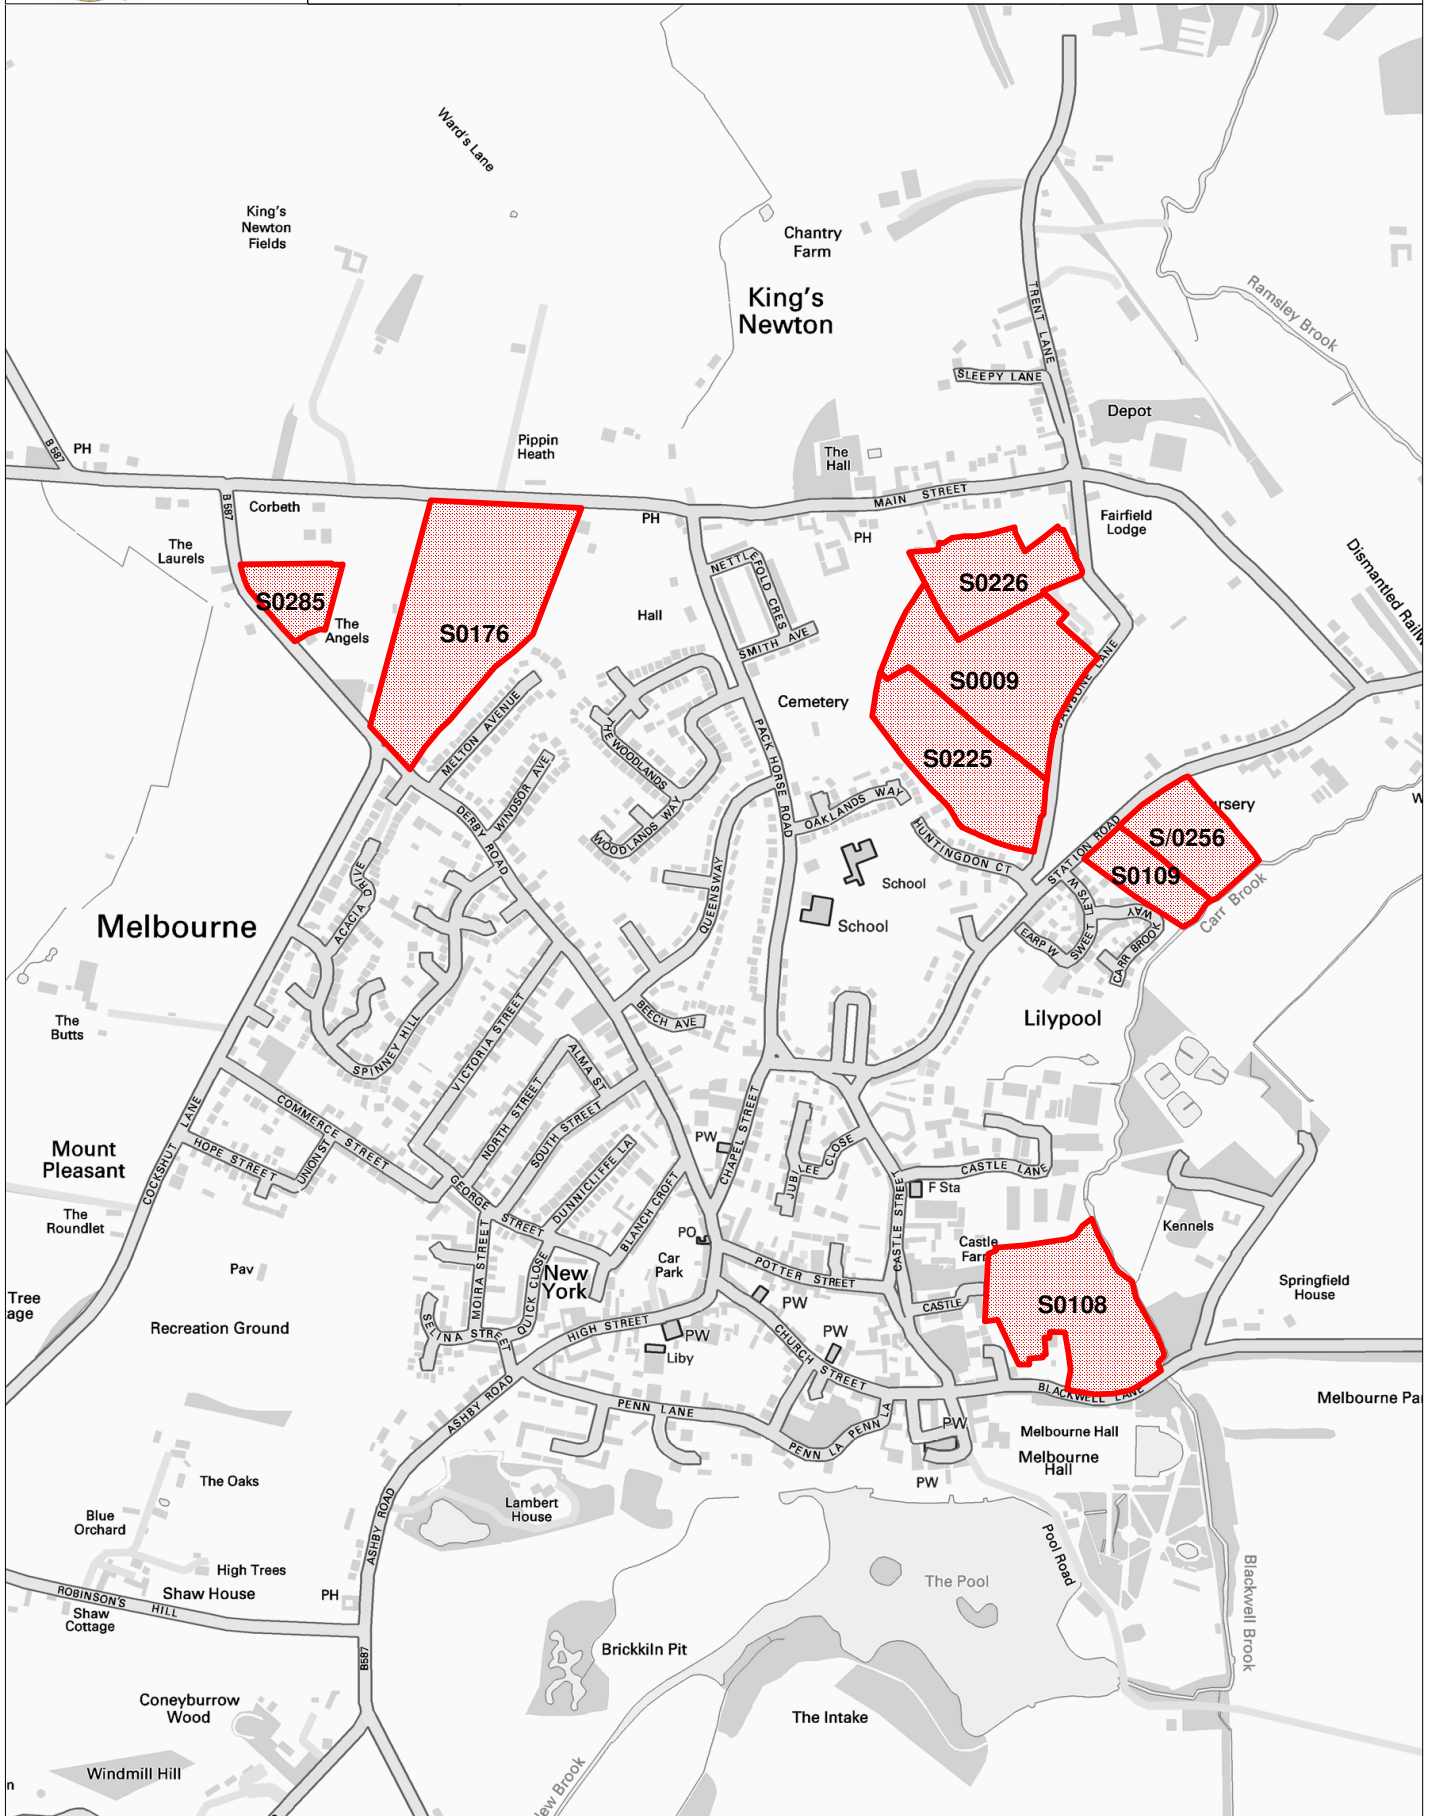 Ward's Lane
King's
Newton
Fields
Chantry
Farm
King's
Newton
TRENT LANE
Ramsley Brook
SLEEPY LANE
Depot
B 587
PH
Pippin
Heath
The
Hall
MAIN STREET
B 587
Corbeth
PH
PH
Fairfield
Lodge
The
Laurels
NETTLEFOLD CRES
Dismantled Railw
S0226
S0285
The
Angels
S0176
Hall
SMITH AVE
S0009
Cemetery
MELTON AVENUE
THE WOODLANDS
PACK HORSE ROAD
S0225
WINDSOR AVE
DERBY ROAD
WOODLANDS WAY
OAKLANDS WAY
HUNTINGDON CT
STATION ROAD
ursery
S/0256
S0109
W
School
School
ACACIA DRIVE
QUEENSWAY
Melbourne
EARP W
SWEET LEYS W
WAY
CARR BROOK
Carr Brook
BEECH AVE
Lilypool
The
Butts
SPINNEY HILL
VICTORIA STREET
ALMA ST
NORTH STREET
SOUTH STREET
COMMERCE STREET
COCKSHUT LANE
HOPE STREET
UNION ST
Mount
Pleasant
The
Roundlet
PW
CHAPEL STREET
JUBILEE CLOSE
CASTLE LANE
F Sta
CASTLE STREET
GEORGE STREET
DUNNICLIFFE LA
BLANCH CROFT
PO
Car
Park
Castle
Farm
Kennels
Pav
MOIRA STREET
QUICK CLOSE
New
York
POTTER STREET
CASTLE
S0108
Springfield
House
Tree
age
Recreation Ground
SELINA STREET
HIGH STREET
PW
PW
PW
Liby
CHURCH STREET
BLACKWELL LANE
Melbourne Pa
ASHBY ROAD
PENN LANE
PENN LA
PENN LA
PW
Melbourne Hall
Melbourne
Hall
PW
The Oaks
Lambert
House
Blue
Orchard
ASHBY ROAD
High Trees
Shaw House
PH
ROBINSON'S HILL
Shaw
Cottage
Pool Road
The Pool
Blackwell Brook
B587
Brickkiln Pit
Coneyburrow
Wood
The Intake
Windmill Hill
n
New Brook